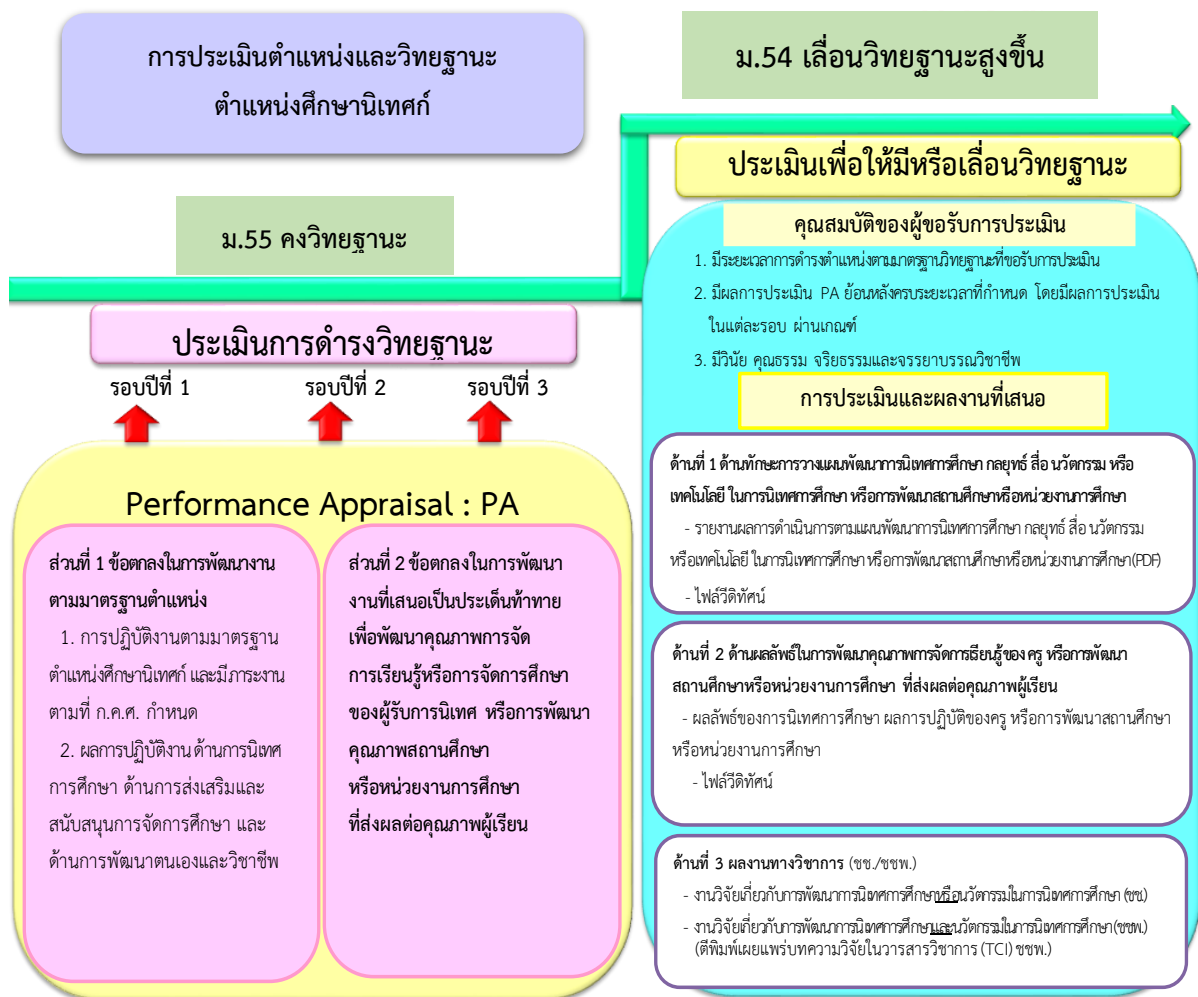 การประเมินตำแหน่งและวิทยฐานะ
ตำแหน่งศึกษานิเทศก์
ม.54 เลื่อนวิทยฐานะสูงขึ้น
ม.55 คงวิทยฐานะ
ประเมินการดำรงวิทยฐานะ
รอบปีที่ 1
รอบปีที่ 2
รอบปีที่ 3
Performance Appraisal : PA
ส่วนที่ 1 ข้อตกลงในการพัฒนางาน
ตามมาตรฐานตำแหน่ง
1. การปฏิบัติงานตามมาตรฐาน
ตำแหน่งศึกษานิเทศก์ และมีภาระงาน
ตามที่ ก.ค.ศ. กำหนด
2. ผลการปฏิบัติงาน ด้านการนิเทศ
การศึกษา ด้านการส่งเสริมและ
สนับสนุนการจัดการศึกษา และ
ด้านการพัฒนาตนเองและวิชาชีพ
ส่วนที่ 2 ข้อตกลงในการพัฒนา
งานที่เสนอเป็นประเด็นท้าทาย
เพื่อพัฒนาคุณภาพการจัด
การเรียนรู้หรือการจัดการศึกษา
ของผู้รับการนิเทศ หรือการพัฒนา
คุณภาพสถานศึกษา
หรือหน่วยงานการศึกษา
ที่ส่งผลต่อคุณภาพผู้เรียน
ประเมินเพื่อให้มีหรือเลื่อนวิทยฐานะ
คุณสมบัติของผู้ขอรับการประเมิน
1. มีระยะเวลาการดำรงตำแหน่งตามมาตรฐานวิทยฐานะที่ขอรับการประเมิน
2. มีผลการประเมิน PA ย้อนหลังครบระยะเวลาที่กำหนด โดยมีผลการประเมิน
ในแต่ละรอบ ผ่านเกณฑ์
3. มีวินัย คุณธรรม จริยธรรมและจรรยาบรรณวิชาชีพ
การประเมินและผลงานที่เสนอ
ด้านที่ 1 ด้านทักษะการวางแผนพัฒนาการนิเทศการศึกษา กลยุทธ์ สื่อ นวัตกรรม หรือ
เทคโนโลยี ในการนิเทศการศึกษา หรือการพัฒนาสถานศึกษาหรือหน่วยงานการศึกษา
- รายงานผลการดำเนินการตามแผนพัฒนาการนิเทศการศึกษา กลยุทธ์ สื่อ นวัตกรรม
หรือเทคโนโลยี ในการนิเทศการศึกษา หรือการพัฒนาสถานศึกษาหรือหน่วยงานการศึกษา (PDF)
- ไฟล์วีดิทัศน์
ด้านที่ 2 ด้านผลลัพธ์ในการพัฒนาคุณภาพการจัดการเรียนรู้ของ ครู หรือการพัฒนา
สถานศึกษาหรือหน่วยงานการศึกษา ที่ส่งผลต่อคุณภาพผู้เรียน
- ผลลัพธ์ของการนิเทศการศึกษา ผลการปฏิบัติของครู หรือการพัฒนาสถานศึกษา
หรือหน่วยงานการศึกษา
- ไฟล์วีดิทัศน์
ด้านที่ 3 ผลงานทางวิชาการ (ชช./ชชพ.)
- งานวิจัยเกี่ยวกับการพัฒนาการนิเทศการศึกษาหรือนวัตกรรมในการนิเทศการศึกษา (ชช.)
- งานวิจัยเกี่ยวกับการพัฒนาการนิเทศการศึกษาและนวัตกรรมในการนิเทศการศึกษา (ชชพ.)
(ตีพิมพ์เผยแพร่บทความวิจัยในวารสารวิชาการ (TCI) ชชพ.)